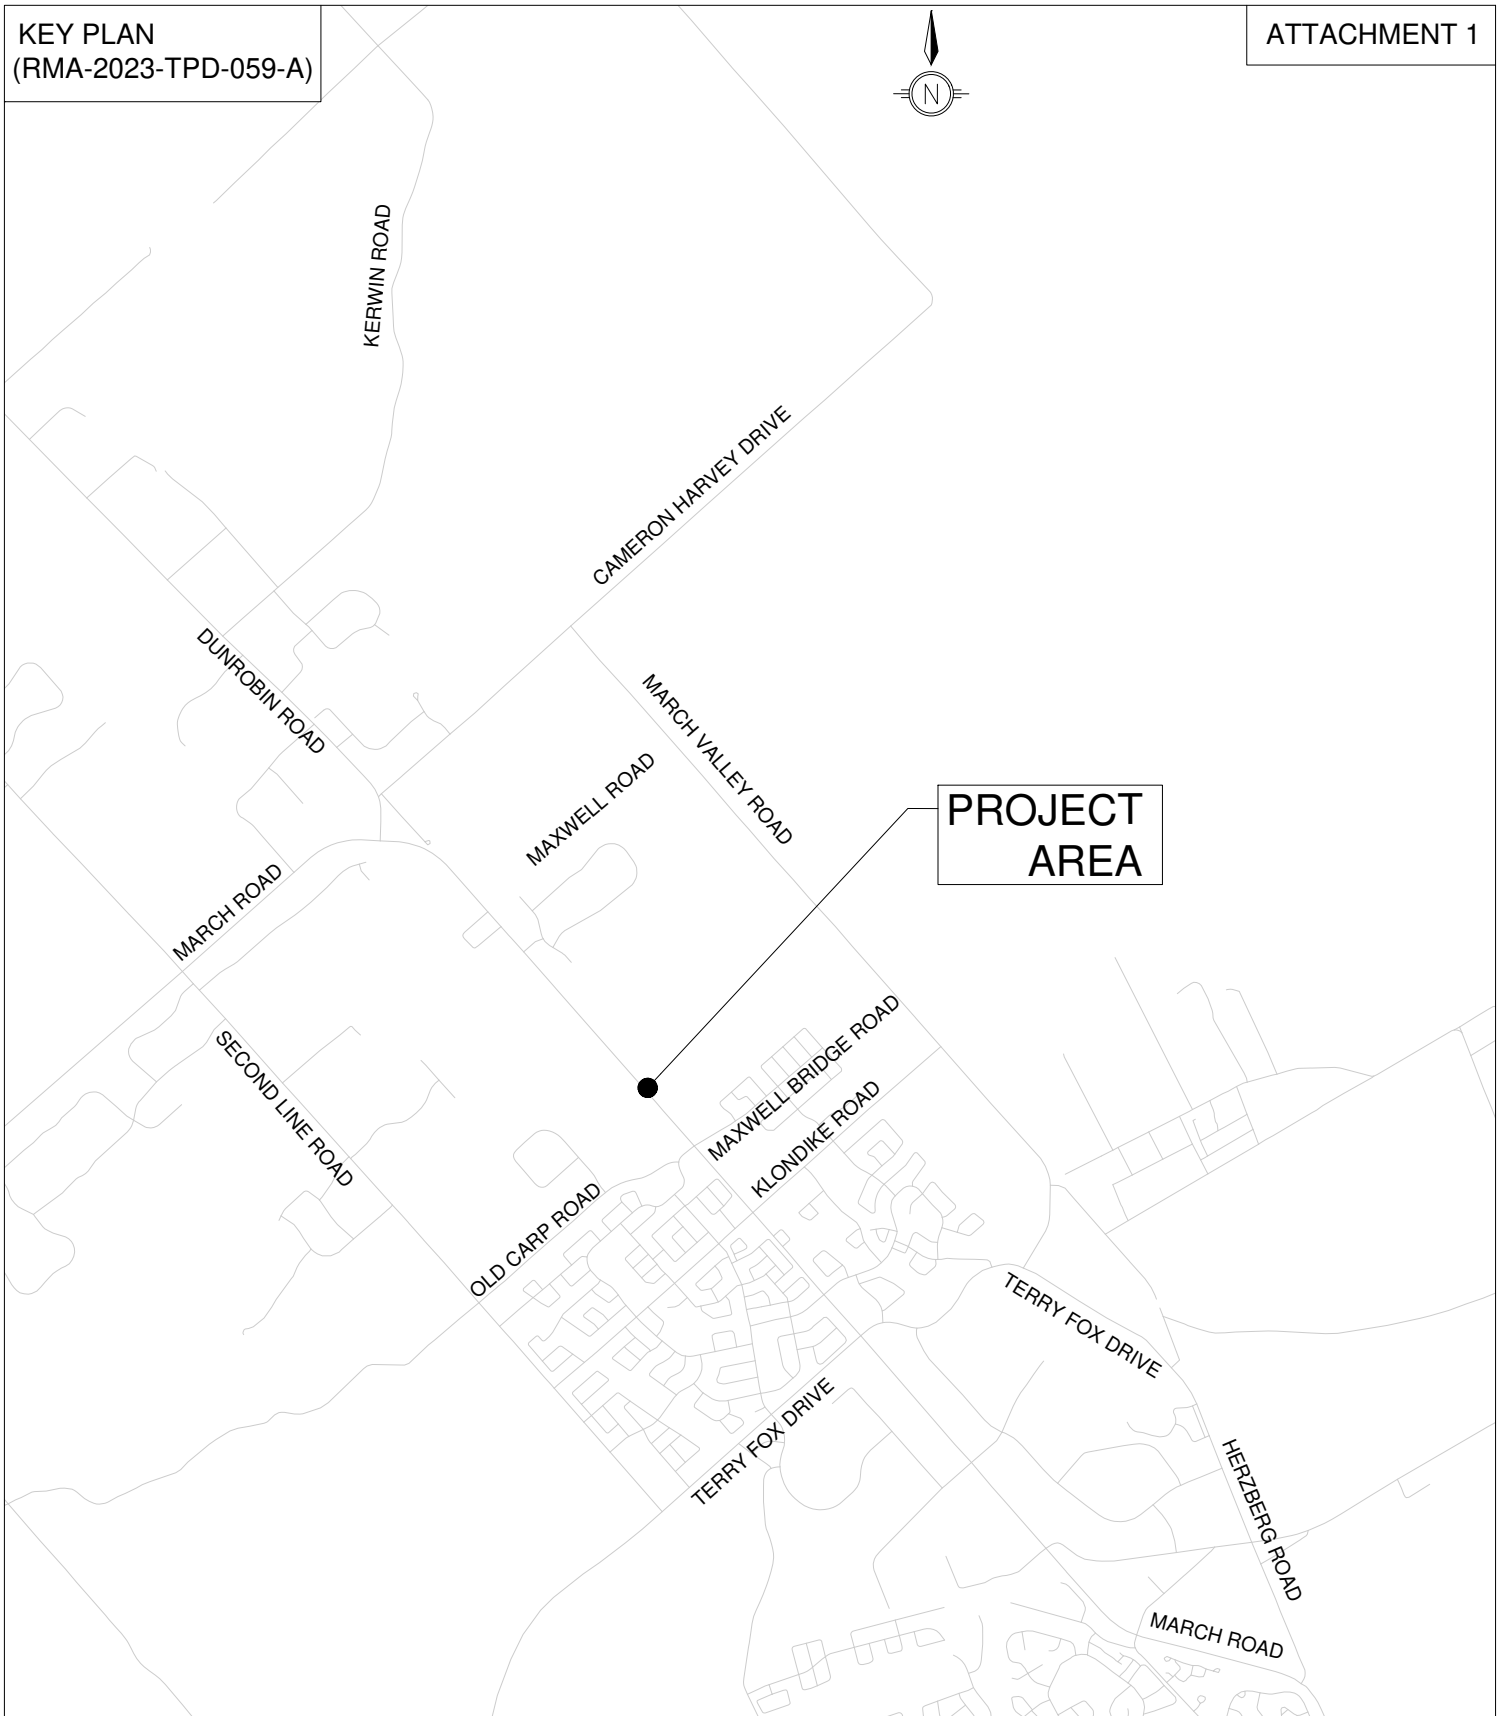 KEY PLAN
(RMA-2023-TPD-059-A)
ATTACHMENT 1
N
KERWIN ROAD
CAMERON HARVEY DRIVE
DUNROBIN ROAD
MARCH VALLEY ROAD
MAXWELL ROAD
PROJECT
AREA
MARCH ROAD
MAXWELL BRIDGE ROAD
SECOND LINE ROAD
KLONDIKE ROAD
OLD CARP ROAD
TERRY FOX DRIVE
TERRY FOX DRIVE
HERZBERG ROAD
MARCH ROAD